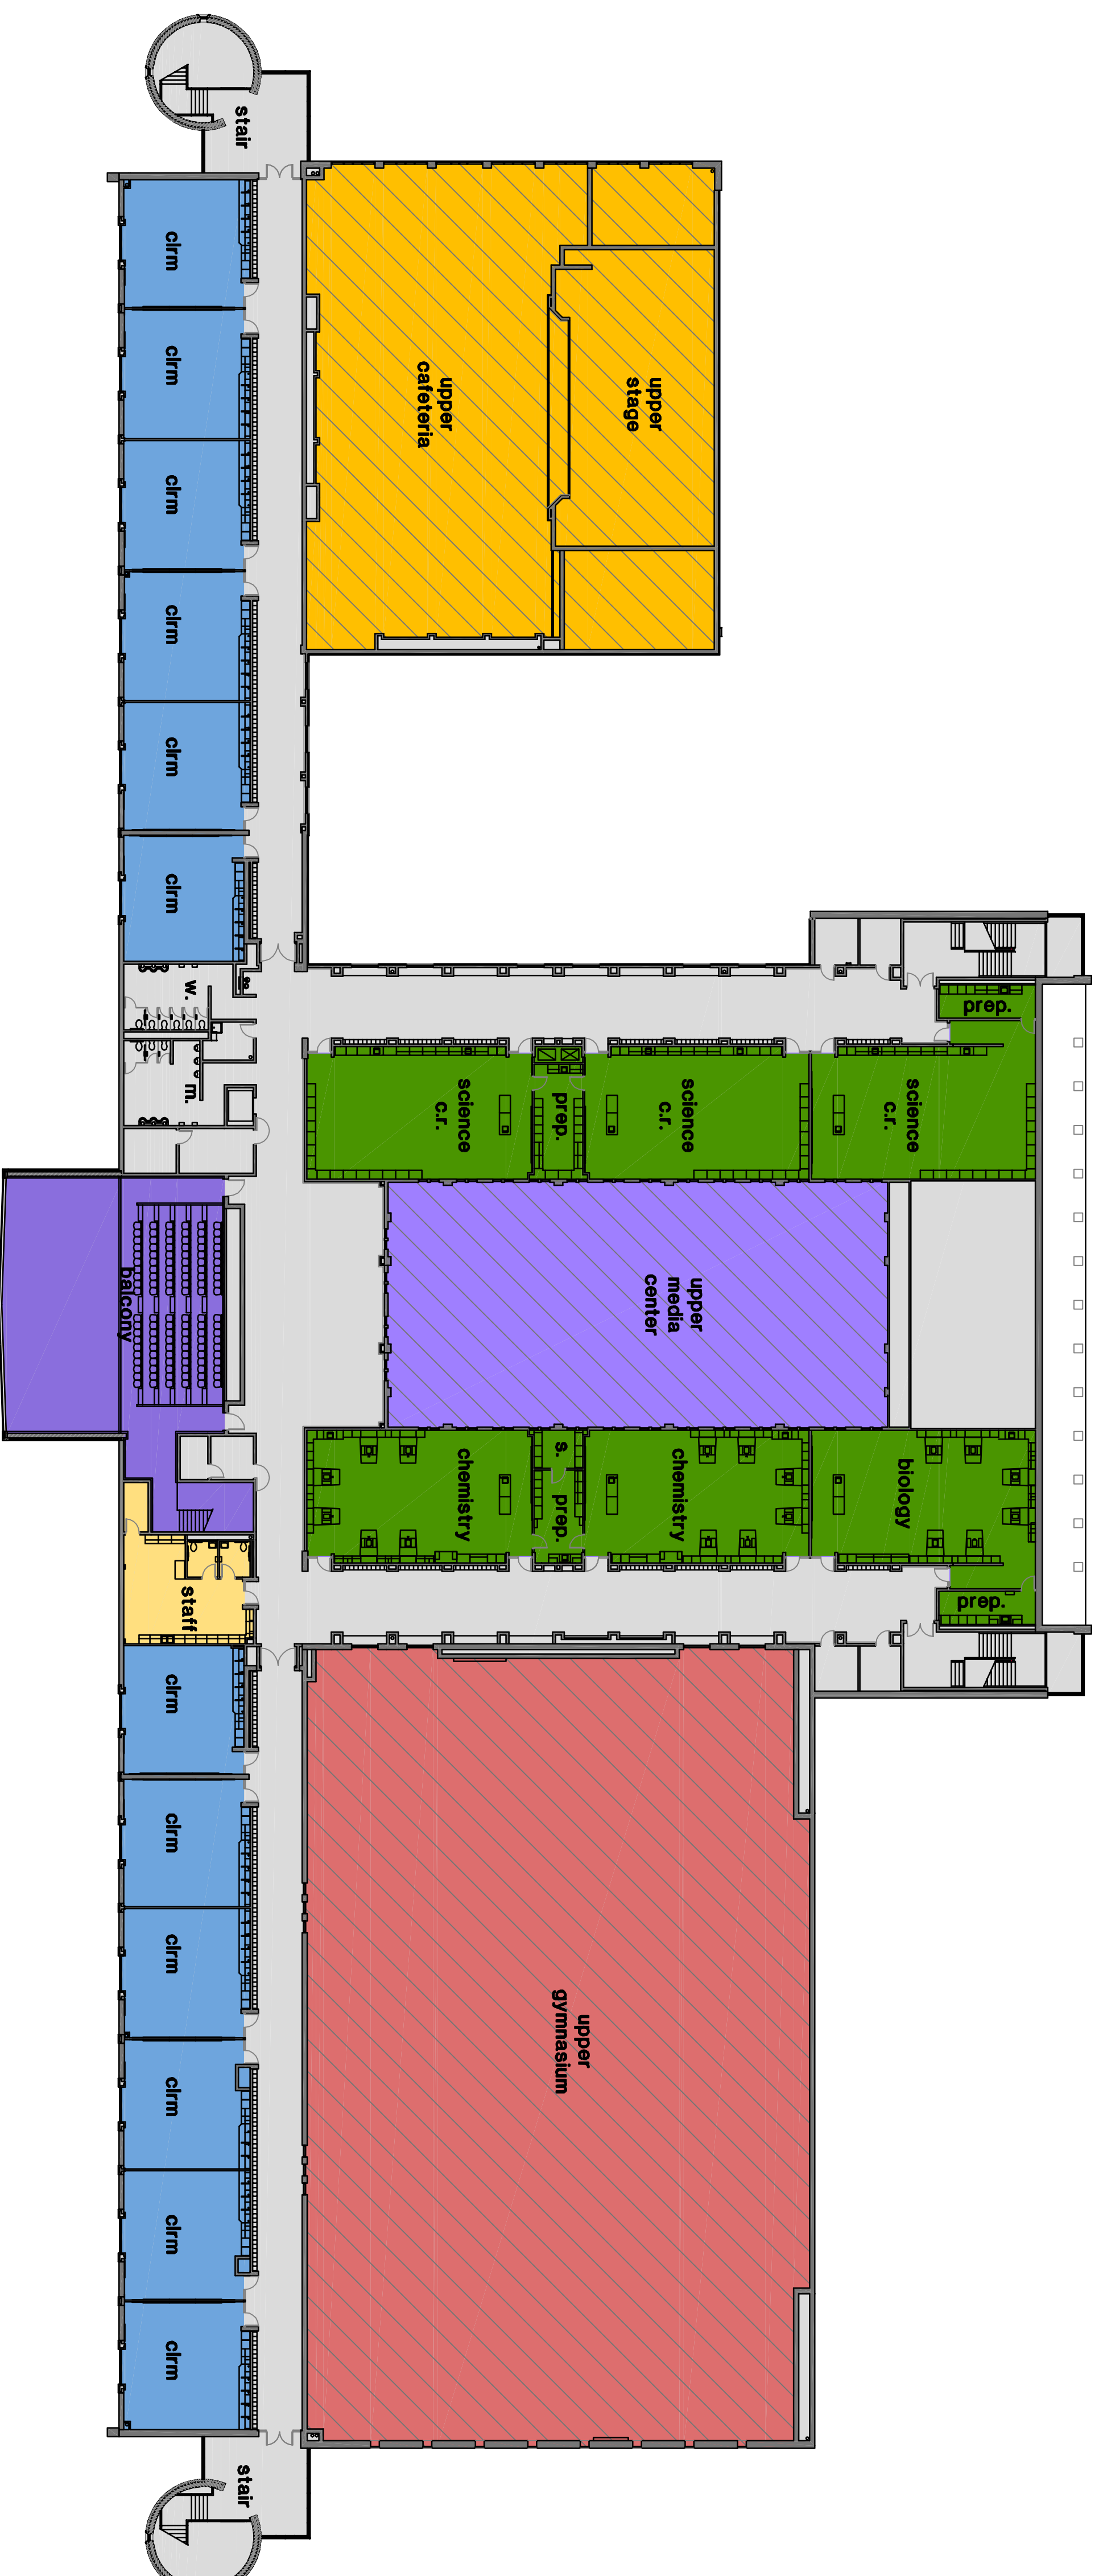 stair
clrm
clrm
clrm
clrm
clrm
clrm
upper
cafeteria
upper
stage
w.
m.
prep.
science
c.r.
prep.
science
c.r.
science
c.r.
balcony
upper
media
center
chemistry
s.
prep.
chemistry
biology
prep.
staff
clrm
clrm
clrm
clrm
clrm
clrm
upper
gymnasium
stair